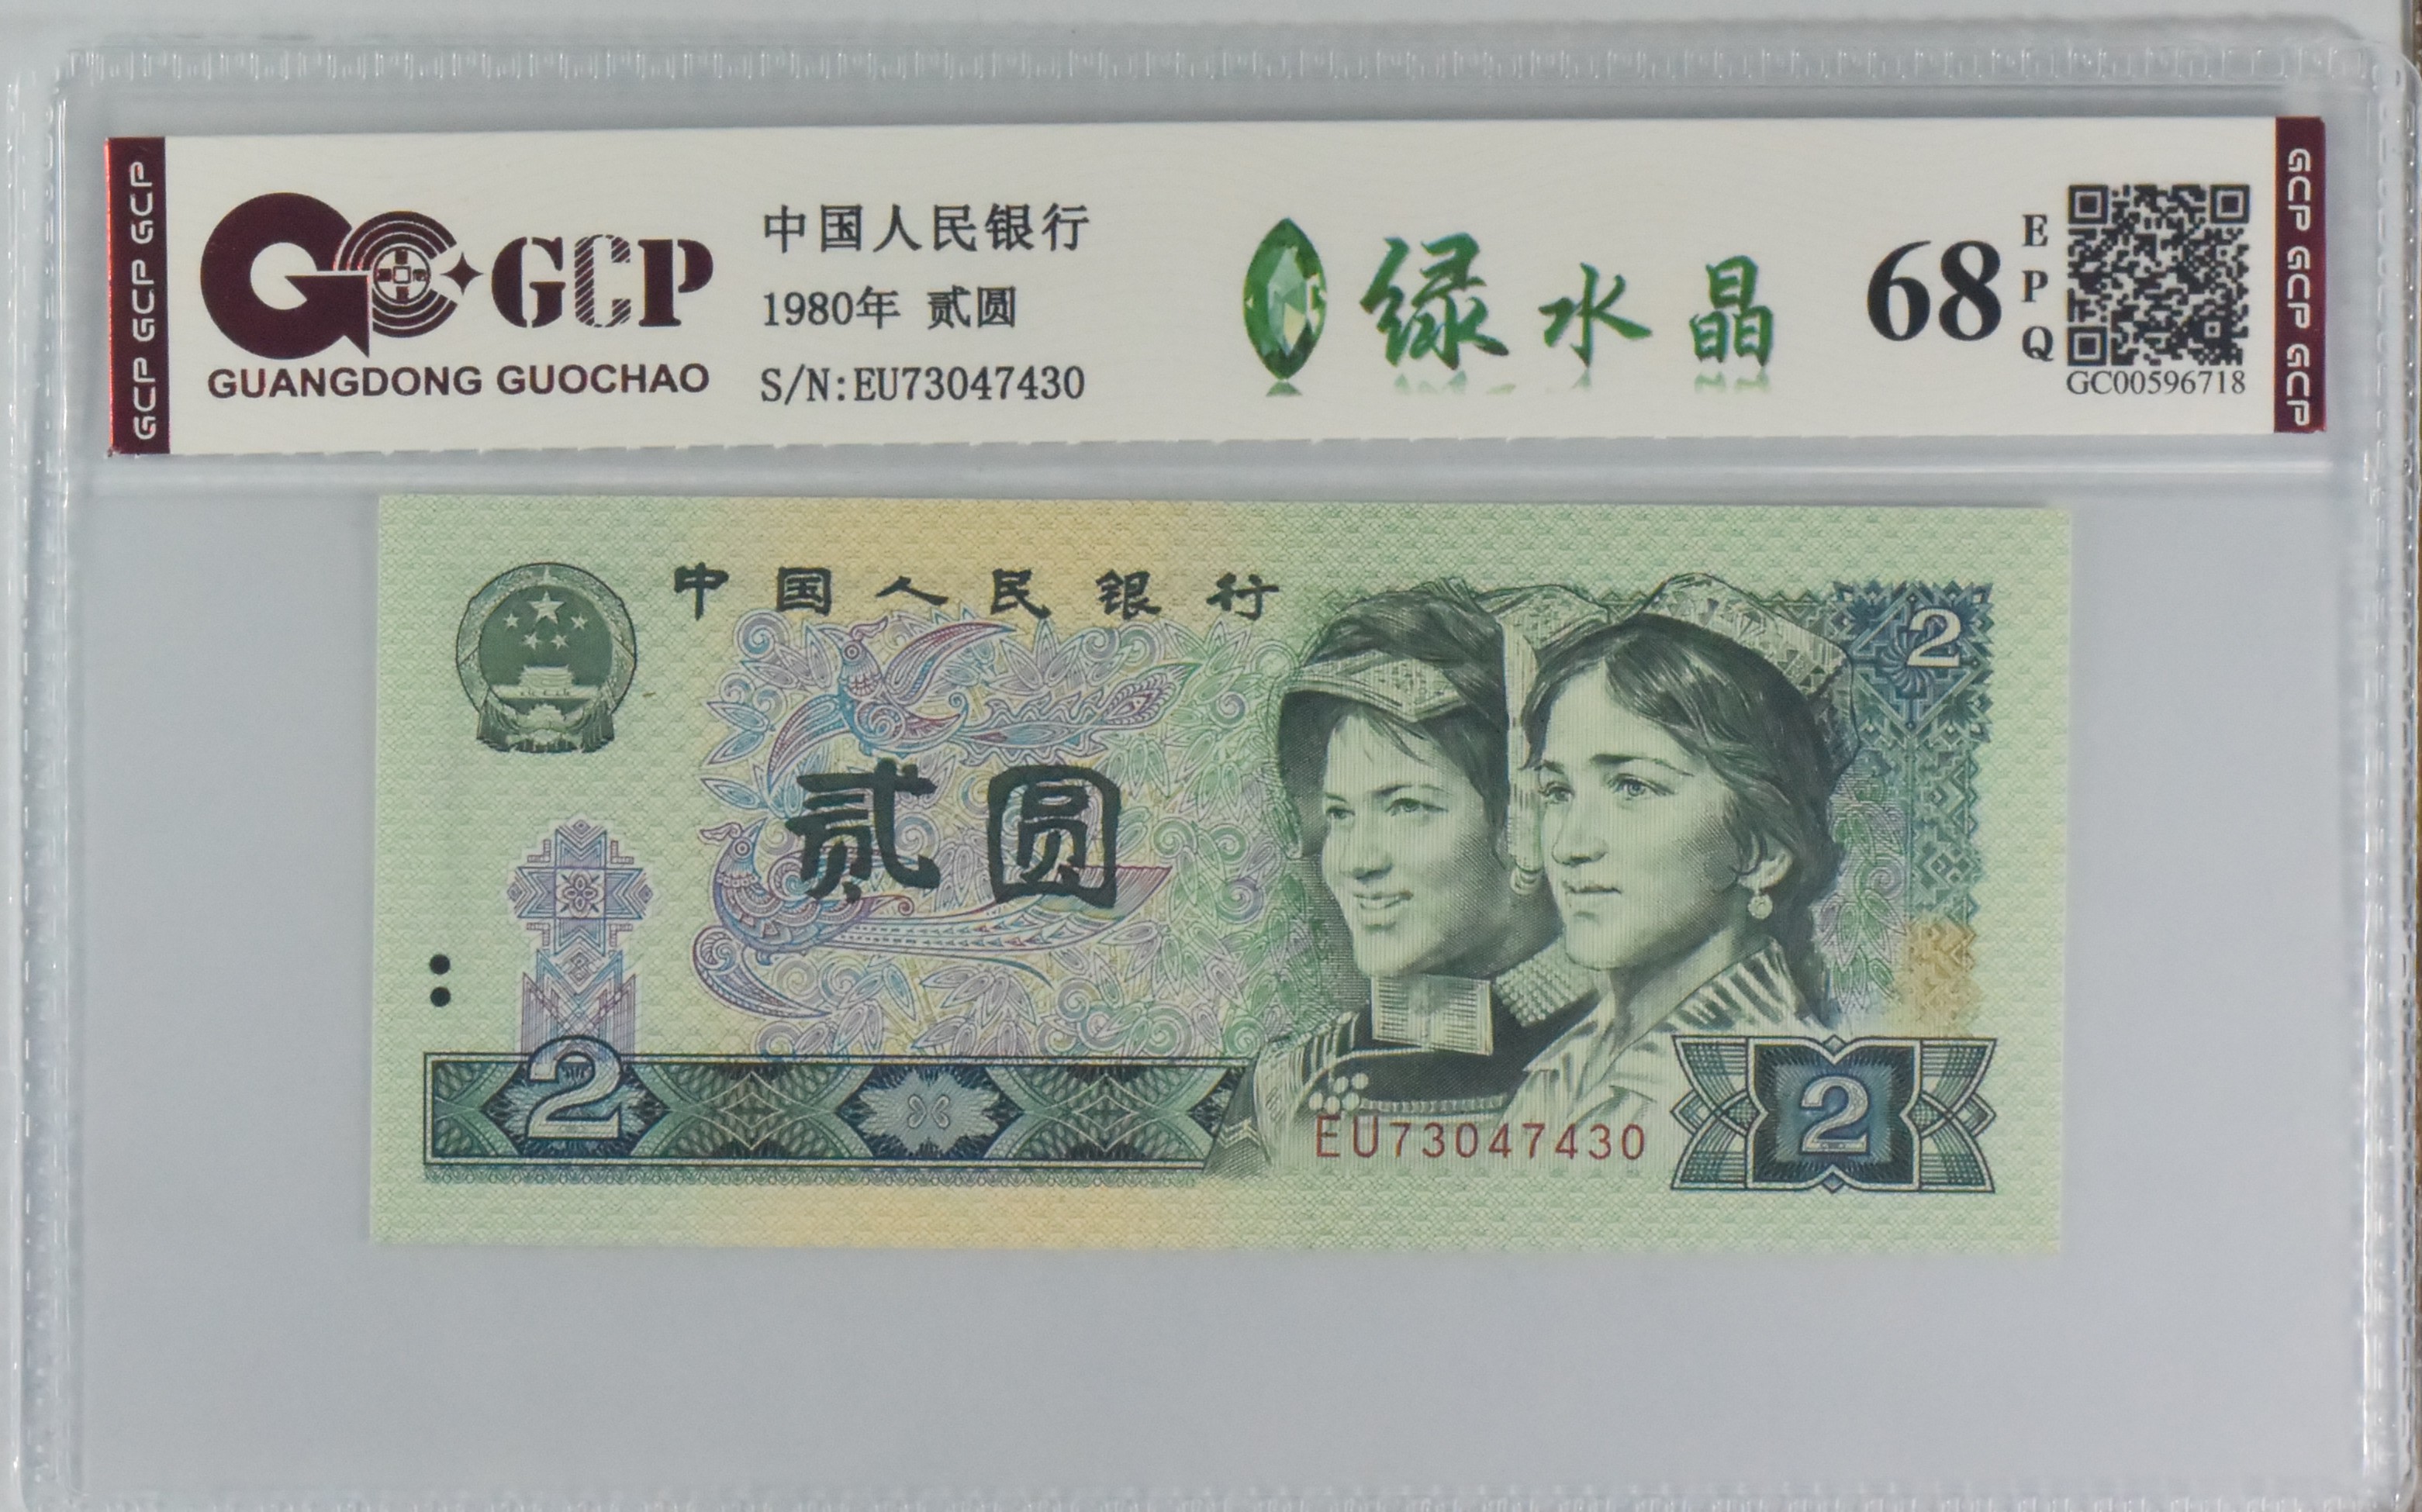 GCP GCP GCP
GCP
GUANGDONG GUOCHAO
中国人民银行
1980年 贰圆
S/N:EU73047430
绿水晶
68
EPQ
GC00596718
GCP GCP GCP
中国人民银行
2
贰圆
2
EU73047430
2